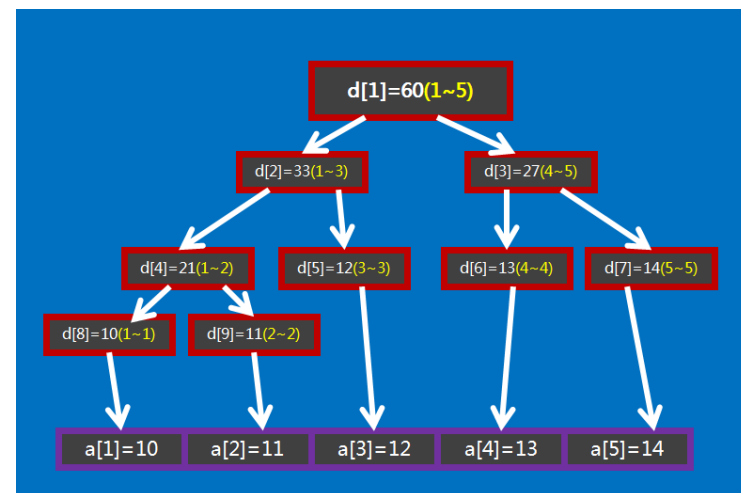 d[1]=60(1~5)
d[2]=33(1~3)
d[3]=27(4~5)
d[4]=21(1~2)
d[5]=12(3~3)
d[6]=13(4~4)
d[7]=14(5~5)
d[8]=10(1~1)
d[9]=11(2~2)
a[1]=10
a[2]=11
a[3]=12
a[4]=13
a[5]=14